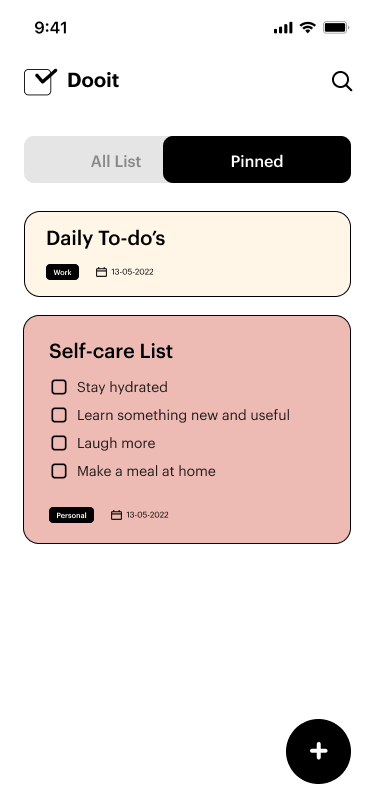 9:41
Dooit
All List
Pinned
Daily To-do’s
Work
13-05-2022
Self-care List
Stay hydrated
Learn something new and useful
Laugh more
Make a meal at home
Personal
13-05-2022